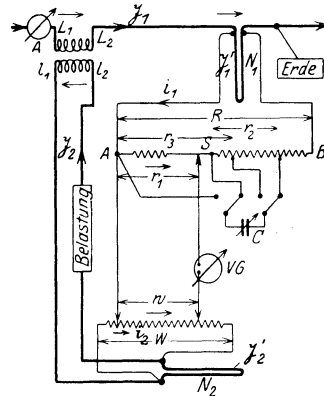 A L₁ L₂ 𝒥₁
l₁ l₂ 𝒥₁' N₁ Erde
i₁
R
𝒥₂ r₃ r₂
A S B
r₁
Belastung C
VG
n
i₂ W
𝒥₂'
N₂